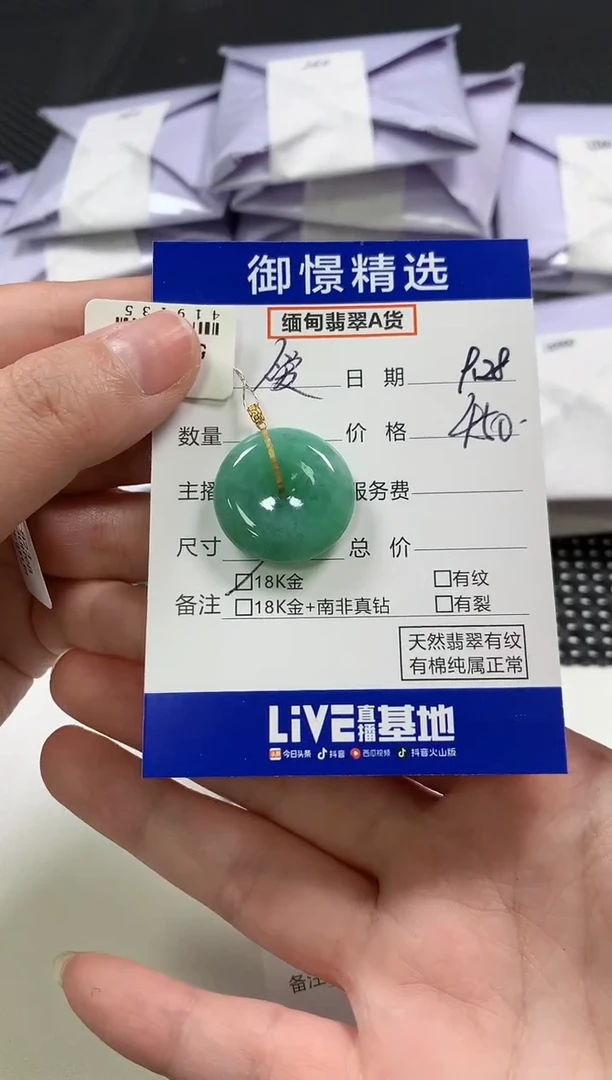 御憬精选
缅甸翡翠A货
日 期 9.28
数量 价 格 450-
主播 服务费
尺寸 总 价
备注 ☑18K金 □有纹
□18K金+南非真钻 □有裂
天然翡翠有纹
有棉纯属正常
LiVE直播基地
今日头条 抖音 西瓜视频 抖音火山版
419135
备注